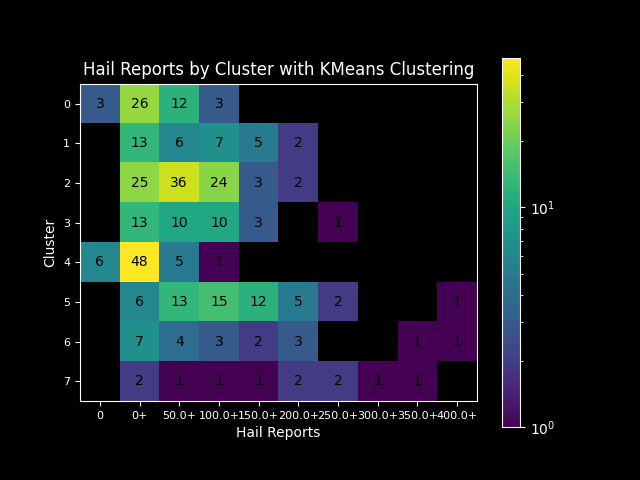 Hail Reports by Cluster with KMeans Clustering
0 3 26 12 3
1 13 6 7 5 2
2 25 36 24 3 2
3 13 10 10 3 1
4 6 48 5 1
5 6 13 15 12 5 2 1
6 7 4 3 2 3 1 1
7 2 1 1 1 2 2 1 1
0 0+ 50.0+ 100.0+ 150.0+ 200.0+ 250.0+ 300.0+ 350.0+ 400.0+
Hail Reports
Cluster
10^1
10^0